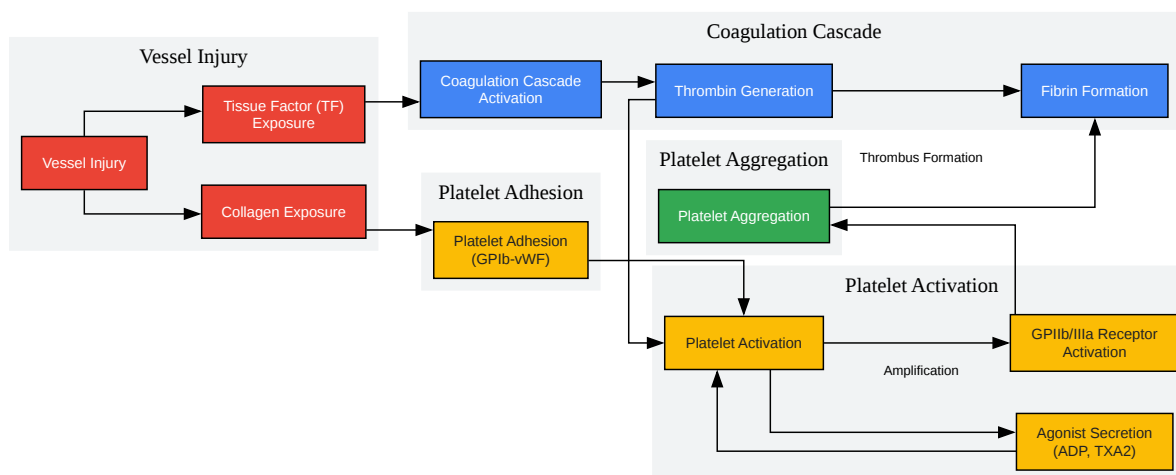 Coagulation Cascade
Vessel Injury
Coagulation Cascade
Activation
Thrombin Generation
Fibrin Formation
Tissue Factor (TF)
Exposure
Vessel Injury
Collagen Exposure
Platelet Adhesion
Platelet Adhesion
(GPIb-vWF)
Platelet Aggregation
Thrombus Formation
Platelet Aggregation
Platelet Activation
Platelet Activation
GPIIb/IIIa Receptor
Activation
Amplification
Agonist Secretion
(ADP, TXA2)